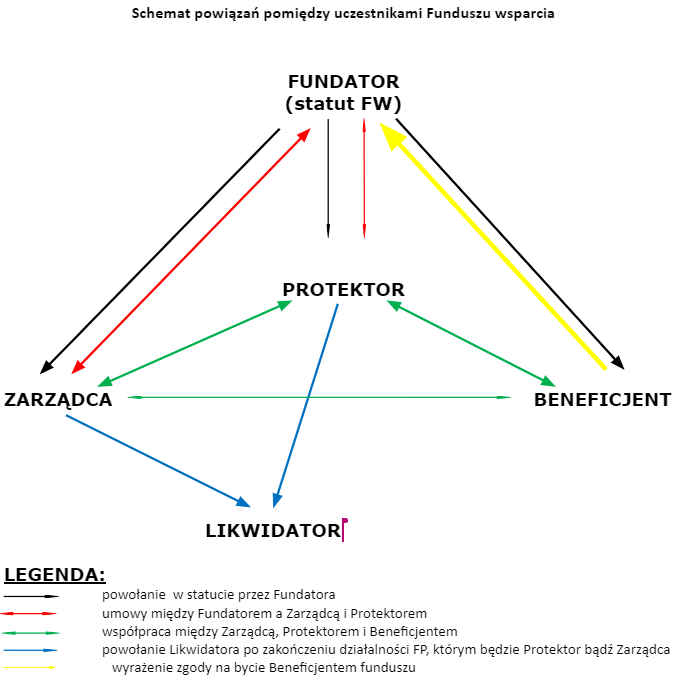 Schemat powiązań pomiędzy uczestnikami Funduszu wsparcia
FUNDATOR
(statut FW)
PROTEKTOR
ZARZĄDCA
BENEFICJENT
LIKWIDATOR
LEGENDA:
powołanie w statucie przez Fundatora
umowy między Fundatorem a Zarządcą i Protektorem
współpraca między Zarządcą, Protektorem i Beneficjentem
powołanie Likwidatora po zakończeniu działalności FP, którym będzie Protektor bądź Zarządca
wyrażenie zgody na bycie Beneficjentem funduszu